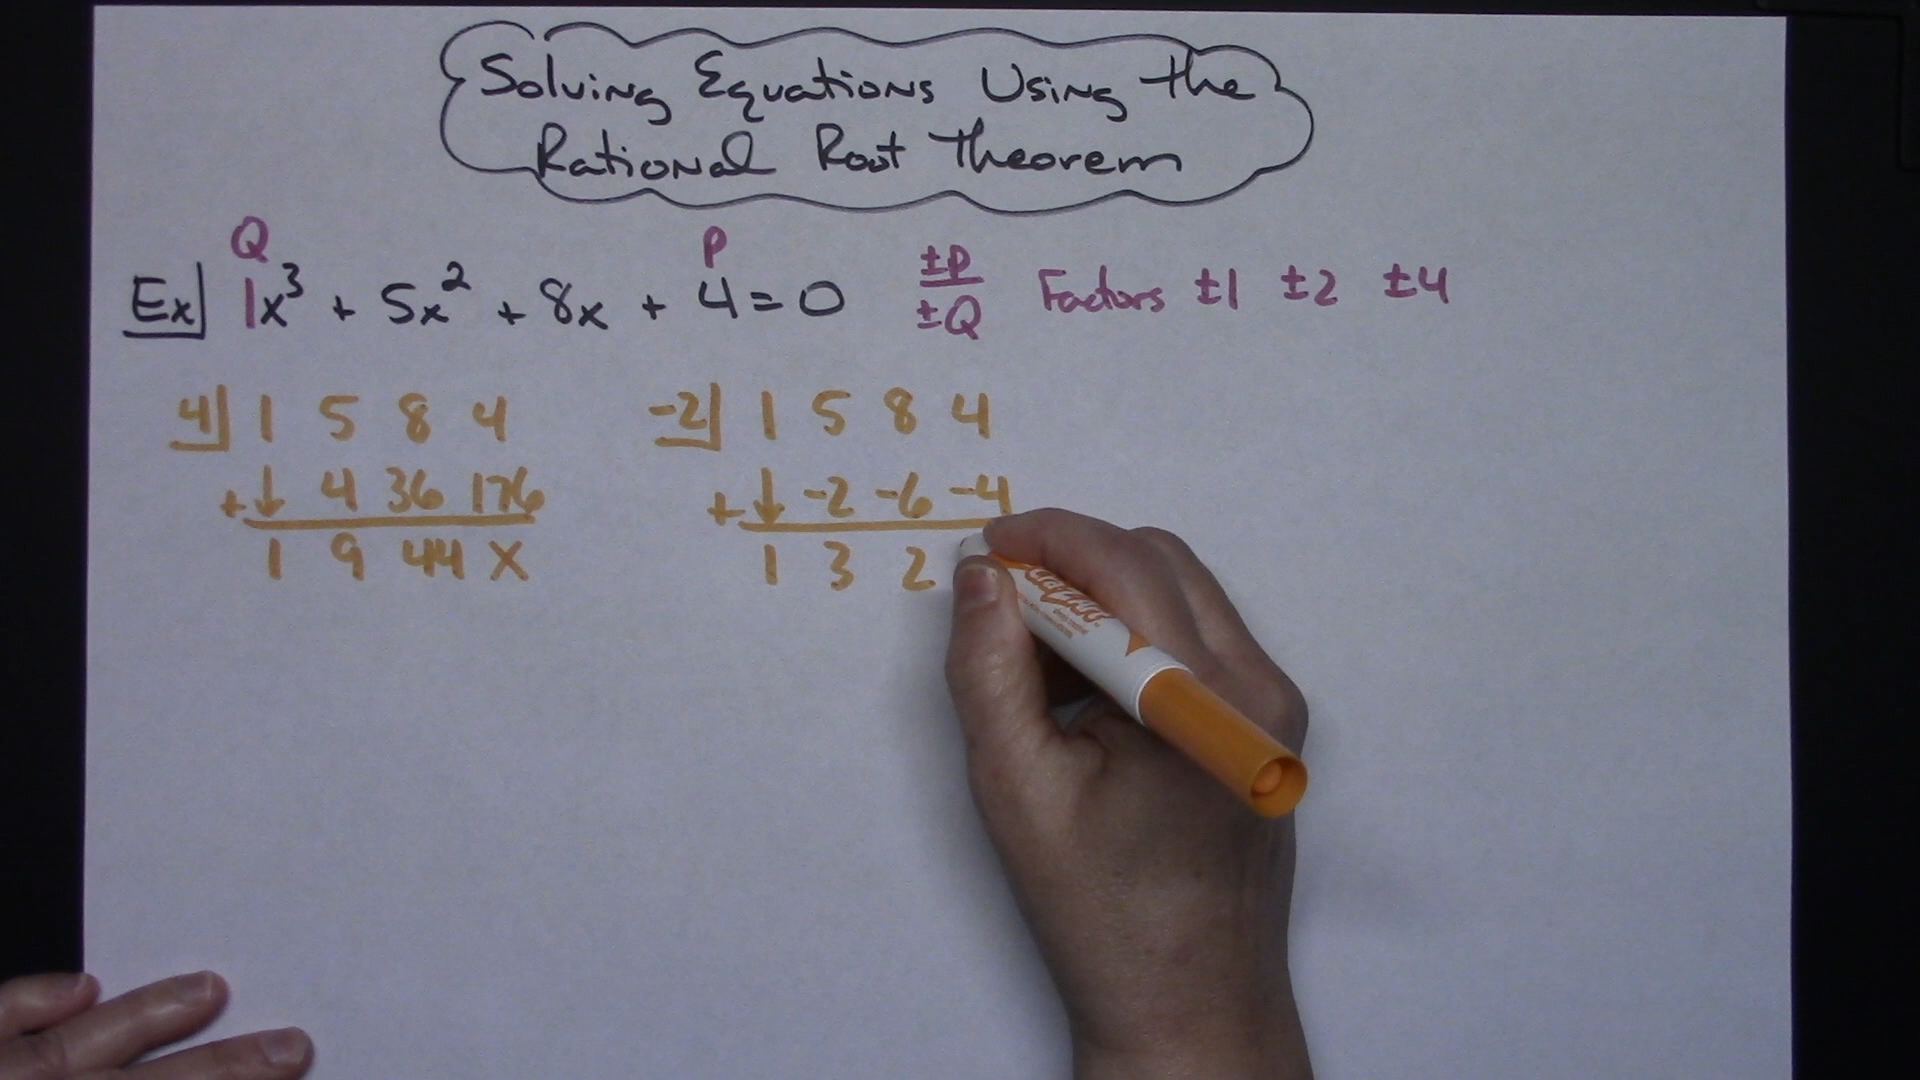 Solving Equations Using the
Rational Root Theorem
Q P
Ex 1x³ + 5x² + 8x + 4 = 0 ±P/±Q Factors ±1 ±2 ±4
4 1 5 8 4
+ ↓ 4 36 176
1 9 44 X
-2 1 5 8 4
+ ↓ -2 -6 -4
1 3 2
Crayola